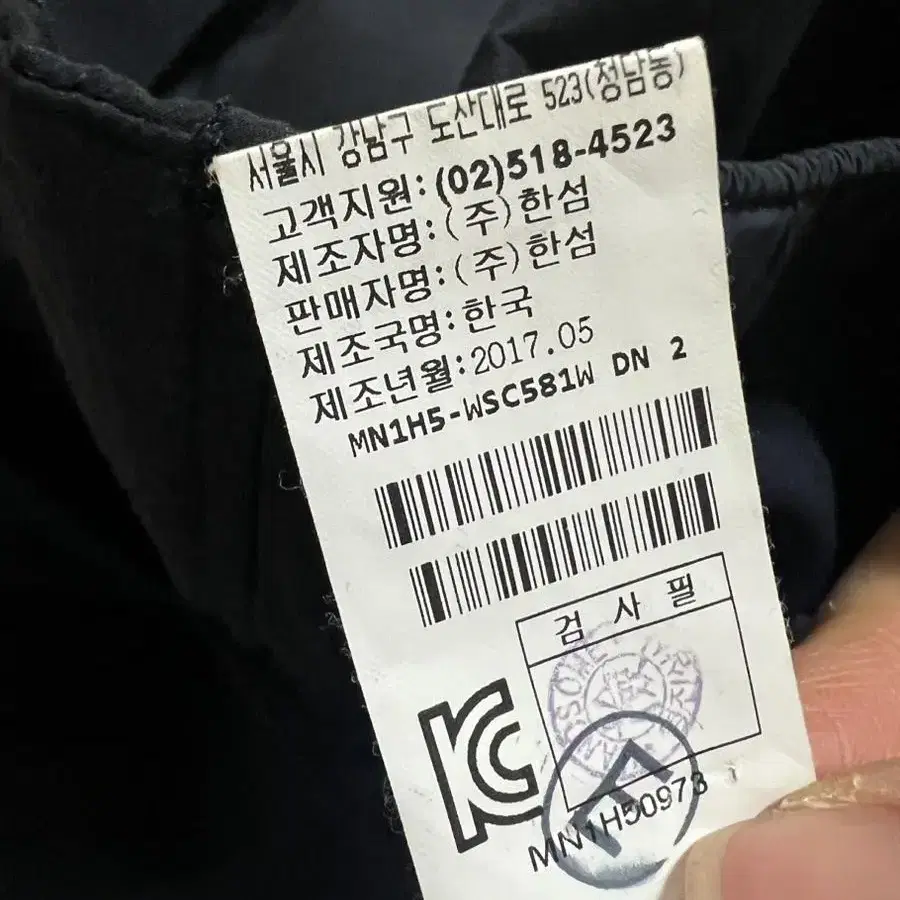 서울시 강남구 도산대로 523(청남동)
고객지원:(02)518-4523
제조자명:(주)한섬
판매자명:(주)한섬
제조국명:한국
제조년월:2017.05
MN1H5-WSC581W DN 2
검 사 필
KC
MN1H50973